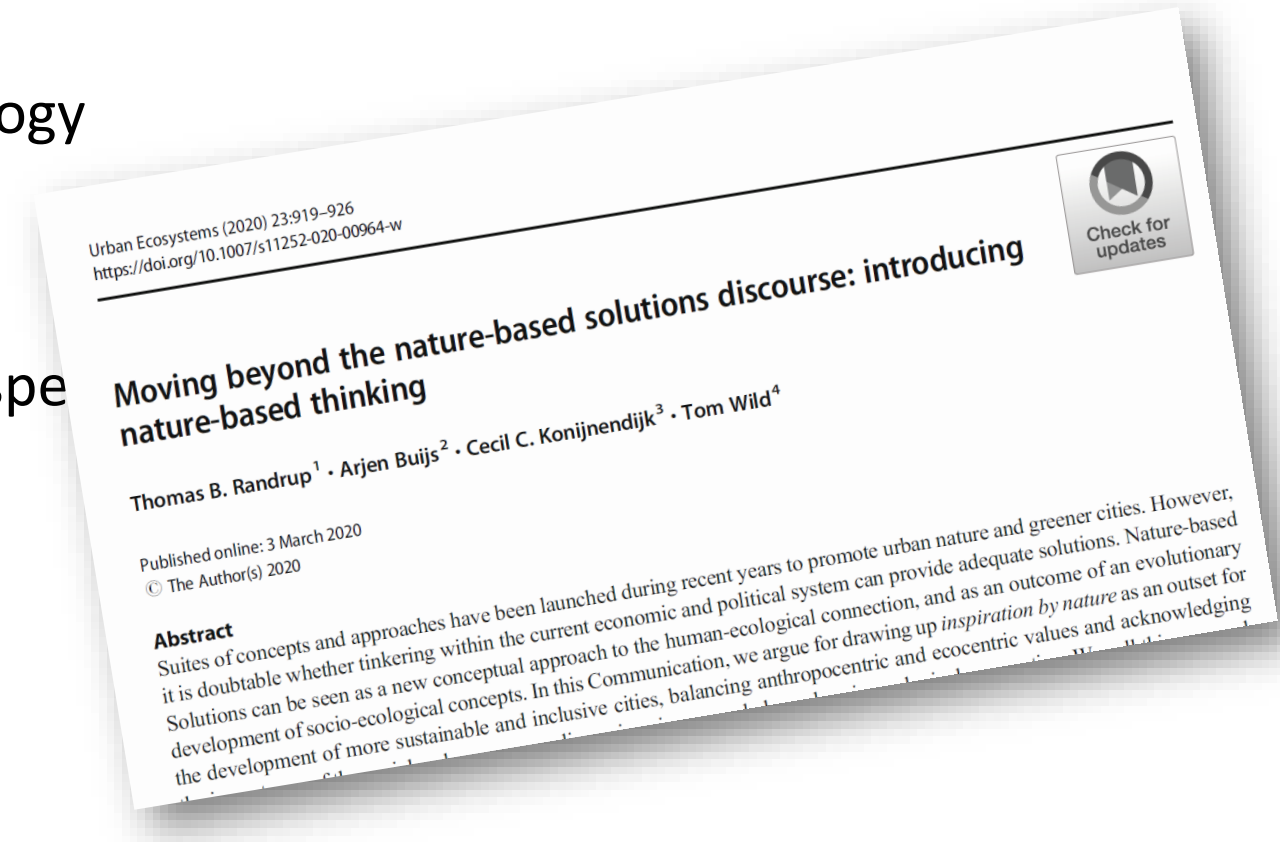 ogy
spe
Urban Ecosystems (2020) 23:919–926
https://doi.org/10.1007/s11252-020-00964-w
Check for
updates
Moving beyond the nature-based solutions discourse: introducing
nature-based thinking
Thomas B. Randrup1 · Arjen Buijs2 · Cecil C. Konijnendijk3 · Tom Wild4
Published online: 3 March 2020
© The Author(s) 2020
Abstract
Suites of concepts and approaches have been launched during recent years to promote urban nature and greener cities. However,
it is doubtable whether tinkering within the current economic and political system can provide adequate solutions. Nature-based
Solutions can be seen as a new conceptual approach to the human-ecological connection, and as an outcome of an evolutionary
development of socio-ecological concepts. In this Communication, we argue for drawing up inspiration by nature as an outset for
the development of more sustainable and inclusive cities, balancing anthropocentric and ecocentric values and acknowledging